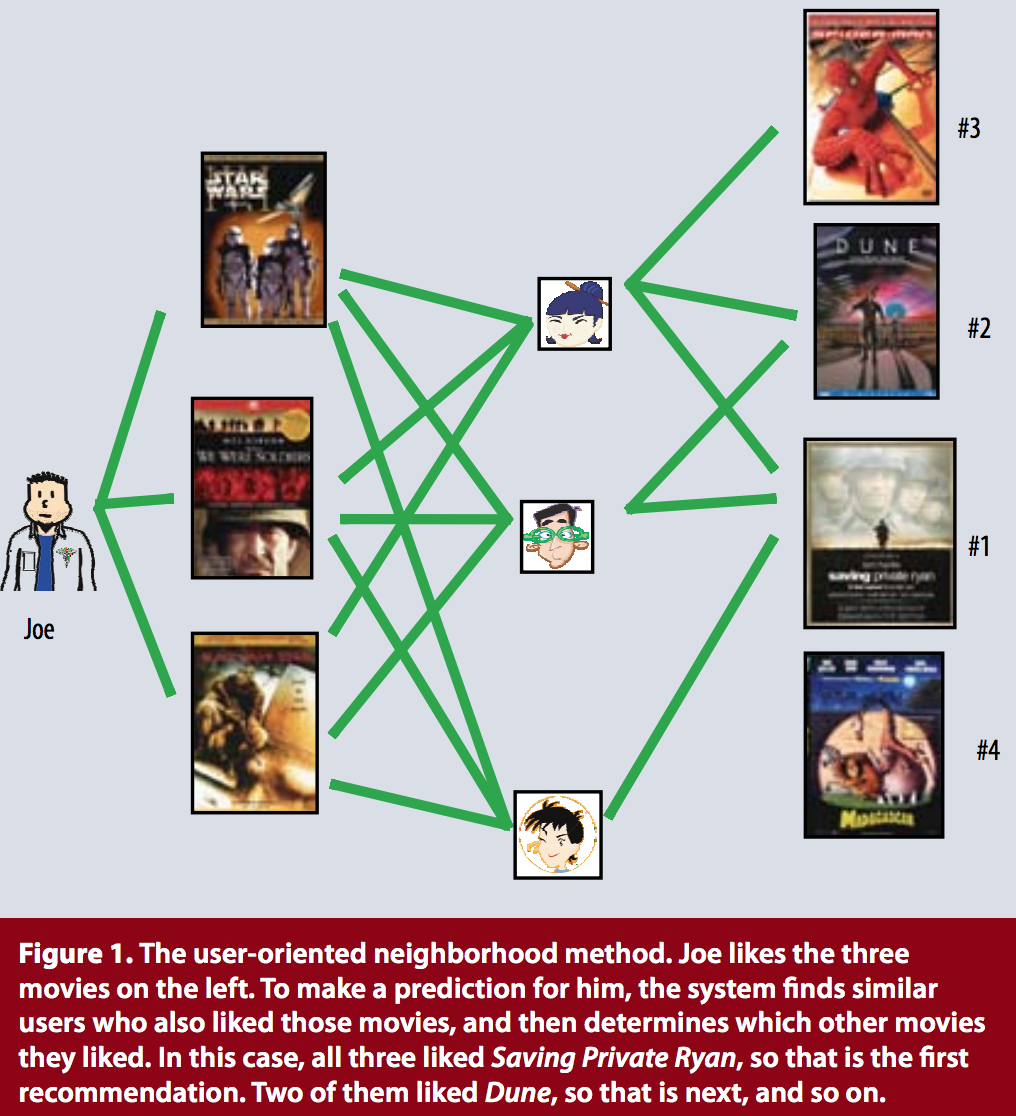 #3
STAR
WARS
DUNE
#2
WE WERE SOLDIERS
#1
saving private ryan
Joe
#4
MADAGASCAR
Figure 1. The user-oriented neighborhood method. Joe likes the three
movies on the left. To make a prediction for him, the system finds similar
users who also liked those movies, and then determines which other movies
they liked. In this case, all three liked Saving Private Ryan, so that is the first
recommendation. Two of them liked Dune, so that is next, and so on.